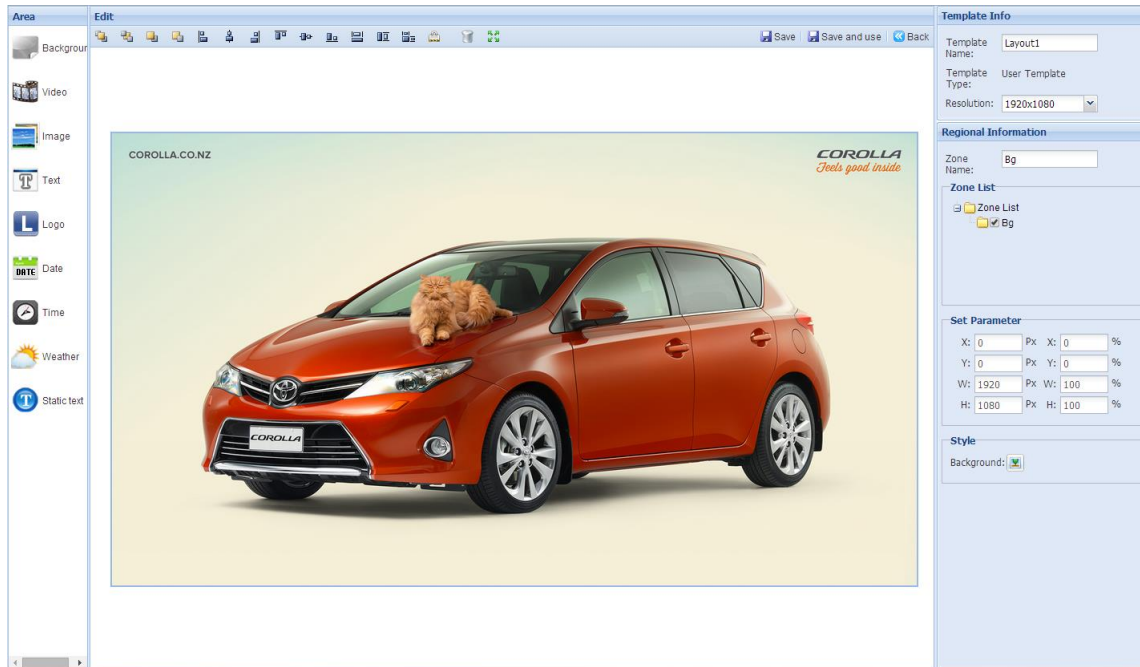 Area
Backgrour
Video
Image
T
Text
L
Logo
DATE
Date
Time
Weather
T
Static text
Edit
Save
Save and use
Back
COROLLA.CO.NZ
COROLLA
Feels good inside
COROLLA
Template Info
Template Name:
Layout1
Template Type:
User Template
Resolution:
1920x1080
Regional Information
Zone Name:
Bg
Zone List
Zone List
Bg
Set Parameter
X: 0 Px X: 0 %
Y: 0 Px Y: 0 %
W: 1920 Px W: 100 %
H: 1080 Px H: 100 %
Style
Background: